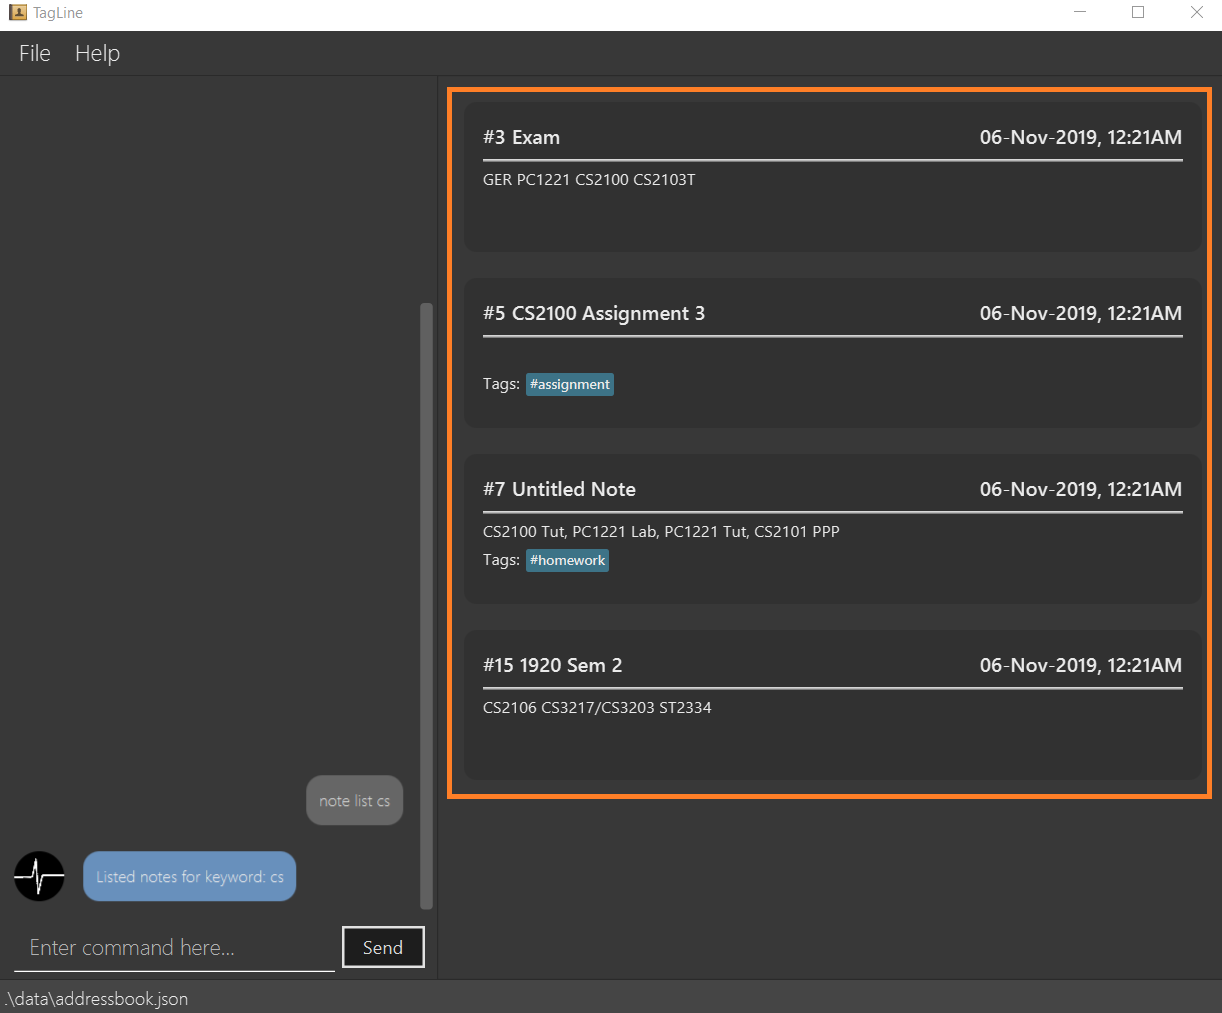 TagLine
File Help
#3 Exam 06-Nov-2019, 12:21AM
GER PC1221 CS2100 CS2103T
#5 CS2100 Assignment 3 06-Nov-2019, 12:21AM
Tags: #assignment
#7 Untitled Note 06-Nov-2019, 12:21AM
CS2100 Tut, PC1221 Lab, PC1221 Tut, CS2101 PPP
Tags: #homework
#15 1920 Sem 2 06-Nov-2019, 12:21AM
CS2106 CS3217/CS3203 ST2334
note list cs
Listed notes for keyword: cs
Enter command here...
Send
.\data\addressbook.json